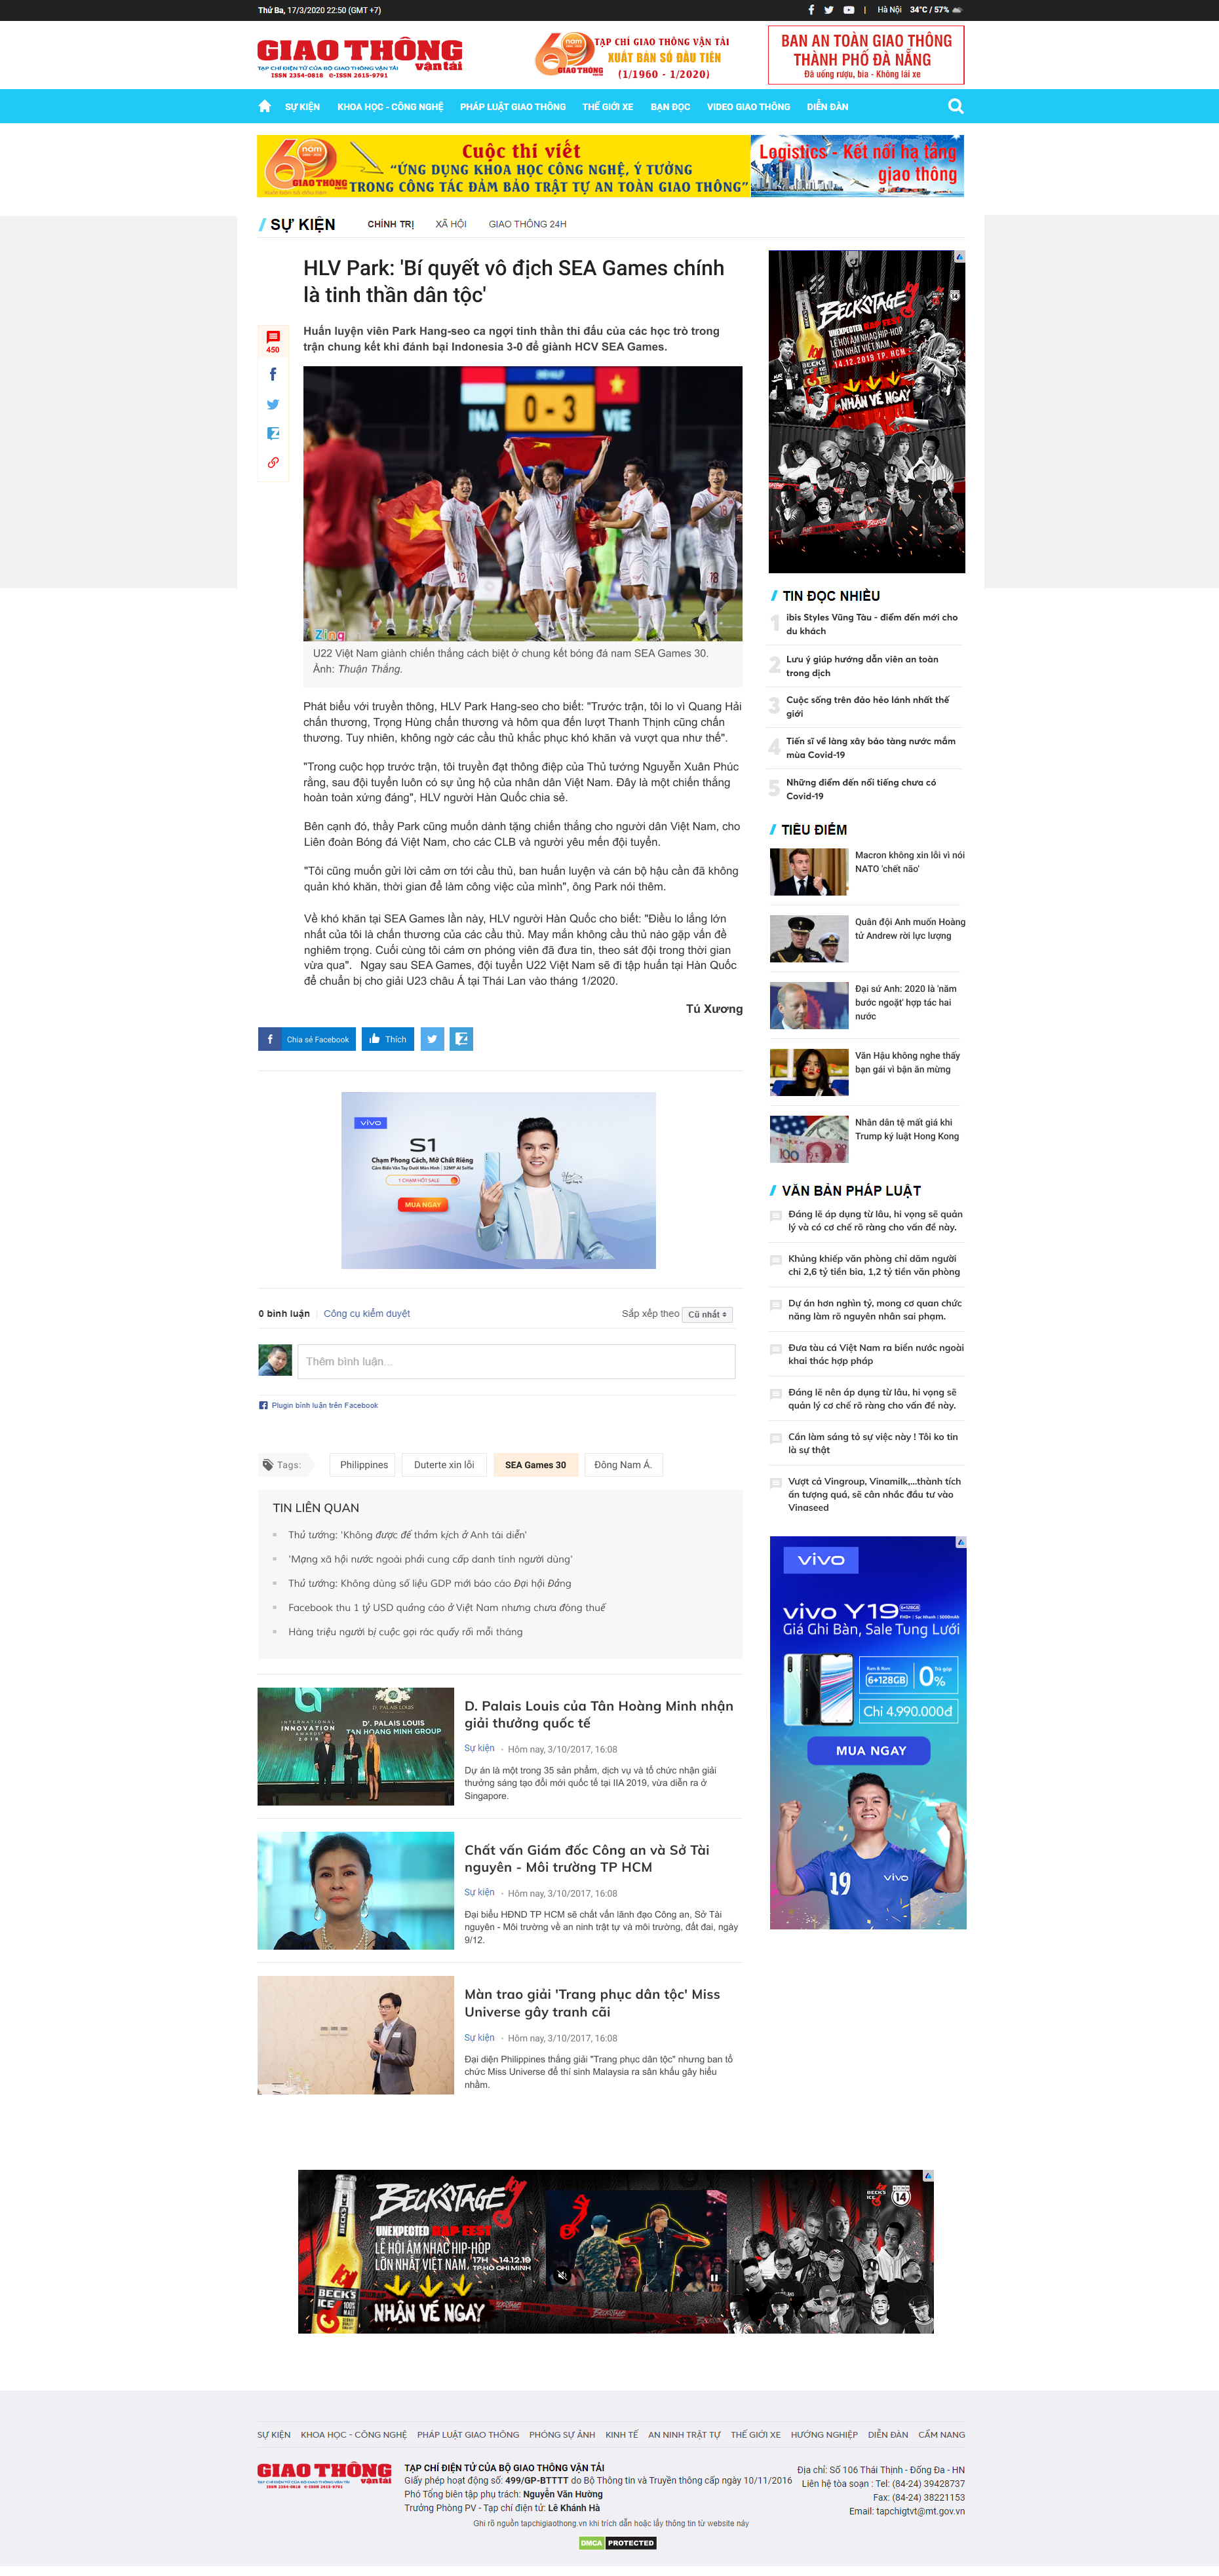 Thứ Ba, 17/3/2020 22:50 (GMT +7)
| Hà Nội 34°C / 57%
GIAO THÔNG
vận tải
TẠP CHÍ ĐIỆN TỬ CỦA BỘ GIAO THÔNG VẬN TẢI
ISSN 2354-0818 e-ISSN 2615-9791
60 năm
GIAO THÔNG
TẠP CHÍ GIAO THÔNG VẬN TẢI
XUẤT BẢN SỐ ĐẦU TIÊN
(1/1960 - 1/2020)
BAN AN TOÀN GIAO THÔNG
THÀNH PHỐ ĐÀ NẴNG
Đã uống rượu, bia - Không lái xe
SỰ KIỆN KHOA HỌC - CÔNG NGHỆ PHÁP LUẬT GIAO THÔNG THẾ GIỚI XE BẠN ĐỌC VIDEO GIAO THÔNG DIỄN ĐÀN
60 năm
GIAO THÔNG
Cuộc thi viết
“ỨNG DỤNG KHOA HỌC CÔNG NGHỆ, Ý TƯỞNG
TRONG CÔNG TÁC ĐẢM BẢO TRẬT TỰ AN TOÀN GIAO THÔNG”
Logistics - Kết nối hạ tầng
giao thông
SỰ KIỆN CHÍNH TRỊ XÃ HỘI GIAO THÔNG 24H
HLV Park: 'Bí quyết vô địch SEA Games chính
là tinh thần dân tộc'
450
Huấn luyện viên Park Hang-seo ca ngợi tinh thần thi đấu của các học trò trong
trận chung kết khi đánh bại Indonesia 3-0 để giành HCV SEA Games.
INA 0 - 3 VIE
12
18
Zing
U22 Việt Nam giành chiến thắng cách biệt ở chung kết bóng đá nam SEA Games 30.
Ảnh: Thuận Thắng.
Phát biểu với truyền thông, HLV Park Hang-seo cho biết: "Trước trận, tôi lo vì Quang Hải
chấn thương, Trọng Hùng chấn thương và hôm qua đến lượt Thanh Thịnh cũng chấn
thương. Tuy nhiên, không ngờ các cầu thủ khắc phục khó khăn và vượt qua như thế".
"Trong cuộc họp trước trận, tôi truyền đạt thông điệp của Thủ tướng Nguyễn Xuân Phúc
rằng, sau đội tuyển luôn có sự ủng hộ của nhân dân Việt Nam. Đây là một chiến thắng
hoàn toàn xứng đáng", HLV người Hàn Quốc chia sẻ.
Bên cạnh đó, thầy Park cũng muốn dành tặng chiến thắng cho người dân Việt Nam, cho
Liên đoàn Bóng đá Việt Nam, cho các CLB và người yêu mến đội tuyển.
"Tôi cũng muốn gửi lời cảm ơn tới cầu thủ, ban huấn luyện và cán bộ hậu cần đã không
quản khó khăn, thời gian để làm công việc của mình", ông Park nói thêm.
Về khó khăn tại SEA Games lần này, HLV người Hàn Quốc cho biết: "Điều lo lắng lớn
nhất của tôi là chấn thương của các cầu thủ. May mắn không cầu thủ nào gặp vấn đề
nghiêm trọng. Cuối cùng tôi cám ơn phóng viên đã đưa tin, theo sát đội trong thời gian
vừa qua". Ngay sau SEA Games, đội tuyển U22 Việt Nam sẽ đi tập huấn tại Hàn Quốc
để chuẩn bị cho giải U23 châu Á tại Thái Lan vào tháng 1/2020.
Tú Xương
Chia sẻ Facebook Thích
vivo
S1
Chạm Phong Cách, Mở Chất Riêng
Cảm Biến Vân Tay Dưới Màn Hình | 32MP AI Selfie
1 CHẠM HỐT SALE
MUA NGAY
0 bình luận Công cụ kiểm duyệt
Sắp xếp theo Cũ nhất
Thêm bình luận...
Plugin bình luận trên Facebook
Tags: Philippines Duterte xin lỗi SEA Games 30 Đông Nam Á.
TIN LIÊN QUAN
Thủ tướng: 'Không được để thảm kịch ở Anh tái diễn'
'Mạng xã hội nước ngoài phải cung cấp danh tính người dùng'
Thủ tướng: Không dùng số liệu GDP mới báo cáo Đại hội Đảng
Facebook thu 1 tỷ USD quảng cáo ở Việt Nam nhưng chưa đóng thuế
Hàng triệu người bị cuộc gọi rác quấy rối mỗi tháng
D'. PALAIS LOUIS
INTERNATIONAL
INNOVATION
AWARDS
2019
D'. PALAIS LOUIS
TAN HOANG MINH GROUP
D. Palais Louis của Tân Hoàng Minh nhận
giải thưởng quốc tế
Sự kiện - Hôm nay, 3/10/2017, 16:08
Dự án là một trong 35 sản phẩm, dịch vụ và tổ chức nhận giải
thưởng sáng tạo đổi mới quốc tế tại IIA 2019, vừa diễn ra ở
Singapore.
Chất vấn Giám đốc Công an và Sở Tài
nguyên - Môi trường TP HCM
Sự kiện - Hôm nay, 3/10/2017, 16:08
Đại biểu HĐND TP HCM sẽ chất vấn lãnh đạo Công an, Sở Tài
nguyên - Môi trường về an ninh trật tự và môi trường, đất đai, ngày
9/12.
Màn trao giải 'Trang phục dân tộc' Miss
Universe gây tranh cãi
Sự kiện - Hôm nay, 3/10/2017, 16:08
Đại diện Philippines thắng giải "Trang phục dân tộc" nhưng ban tổ
chức Miss Universe để thí sinh Malaysia ra sân khấu gây hiểu
nhầm.
BECKSTAGE
UNEXPECTED RAP FEST
LỄ HỘI ÂM NHẠC HIP-HOP
LỚN NHẤT VIỆT NAM
14.12.2019 TP. HCM
BECK'S
ICE
NHẬN VÉ NGAY
TIN ĐỌC NHIỀU
1 ibis Styles Vũng Tàu - điểm đến mới cho
du khách
2 Lưu ý giúp hướng dẫn viên an toàn
trong dịch
3 Cuộc sống trên đảo hẻo lánh nhất thế
giới
4 Tiến sĩ về làng xây bảo tàng nước mắm
mùa Covid-19
5 Những điểm đến nổi tiếng chưa có
Covid-19
TIÊU ĐIỂM
Macron không xin lỗi vì nói
NATO 'chết não'
Quân đội Anh muốn Hoàng
tử Andrew rời lực lượng
Đại sứ Anh: 2020 là 'năm
bước ngoặt' hợp tác hai
nước
Văn Hậu không nghe thấy
bạn gái vì bận ăn mừng
Nhân dân tệ mất giá khi
Trump ký luật Hong Kong
100
VĂN BẢN PHÁP LUẬT
Đáng lẽ áp dụng từ lâu, hi vọng sẽ quản
lý và có cơ chế rõ ràng cho vấn đề này.
Khủng khiếp văn phòng chỉ dăm người
chi 2,6 tỷ tiền bia, 1,2 tỷ tiền văn phòng
Dự án hơn nghìn tỷ, mong cơ quan chức
năng làm rõ nguyên nhân sai phạm.
Đưa tàu cá Việt Nam ra biển nước ngoài
khai thác hợp pháp
Đáng lẽ nên áp dụng từ lâu, hi vọng sẽ
quản lý cơ chế rõ ràng cho vấn đề này.
Cần làm sáng tỏ sự việc này ! Tôi ko tin
là sự thật
Vượt cả Vingroup, Vinamilk,...thành tích
ấn tượng quá, sẽ cân nhắc đầu tư vào
Vinaseed
vivo
vivo Y19
Giá Ghi Bàn, Sale Tung Lưới
Ram & Rom
6+128GB
Trả góp
0%
Chỉ 4.990.000đ
MUA NGAY
vivo
19
BECKSTAGE
UNEXPECTED RAP FEST
LỄ HỘI ÂM NHẠC HIP-HOP
LỚN NHẤT VIỆT NAM
17H 14.12.19
TP.HỒ CHÍ MINH
BECK'S
ICE
NHẬN VÉ NGAY
14
SỰ KIỆN KHOA HỌC - CÔNG NGHỆ PHÁP LUẬT GIAO THÔNG PHÓNG SỰ ẢNH KINH TẾ AN NINH TRẬT TỰ THẾ GIỚI XE HƯỚNG NGHIỆP DIỄN ĐÀN CẨM NANG
GIAO THÔNG
vận tải
TẠP CHÍ ĐIỆN TỬ CỦA BỘ GIAO THÔNG VẬN TẢI
Giấy phép hoạt động số: 499/GP-BTTTT do Bộ Thông tin và Truyền thông cấp ngày 10/11/2016
Phó Tổng biên tập phụ trách: Nguyễn Văn Hường
Trưởng Phòng PV - Tạp chí điện tử: Lê Khánh Hà
Địa chỉ: Số 106 Thái Thịnh - Đống Đa - HN
Liên hệ tòa soạn : Tel: (84-24) 39428737
Fax: (84-24) 38221153
Email: tapchigtvt@mt.gov.vn
Ghi rõ nguồn tapchigiaothong.vn khi trích dẫn hoặc lấy thông tin từ website này
DMCA PROTECTED